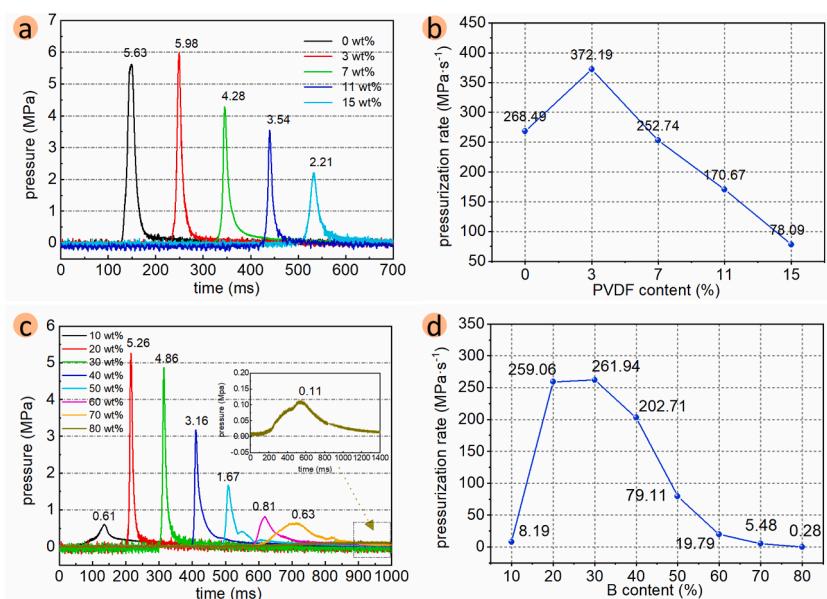 a
7
6
5
4
3
2
1
0
pressure (MPa)
5.63
5.98
4.28
3.54
2.21
0 wt%
3 wt%
7 wt%
11 wt%
15 wt%
0 100 200 300 400 500 600 700
time (ms)
b
450
400
350
300
250
200
150
100
50
pressurization rate (MPa·s⁻¹)
268.49
372.19
252.74
170.67
78.09
0 3 7 11 15
PVDF content (%)
c
6
5
4
3
2
1
0
pressure (MPa)
10 wt%
20 wt%
30 wt%
40 wt%
50 wt%
60 wt%
70 wt%
80 wt%
0.61
5.26
4.86
3.16
1.67
0.81
0.63
0.20
0.15
0.10
0.05
0.00
-0.05
pressure (Mpa)
0.11
0 200 400 600 800 1000 1200 1400
time (ms)
0 100 200 300 400 500 600 700 800 900 1000
time (ms)
d
350
300
250
200
150
100
50
0
pressurization rate (MPa·s⁻¹)
8.19
259.06
261.94
202.71
79.11
19.79
5.48
0.28
10 20 30 40 50 60 70 80
B content (%)